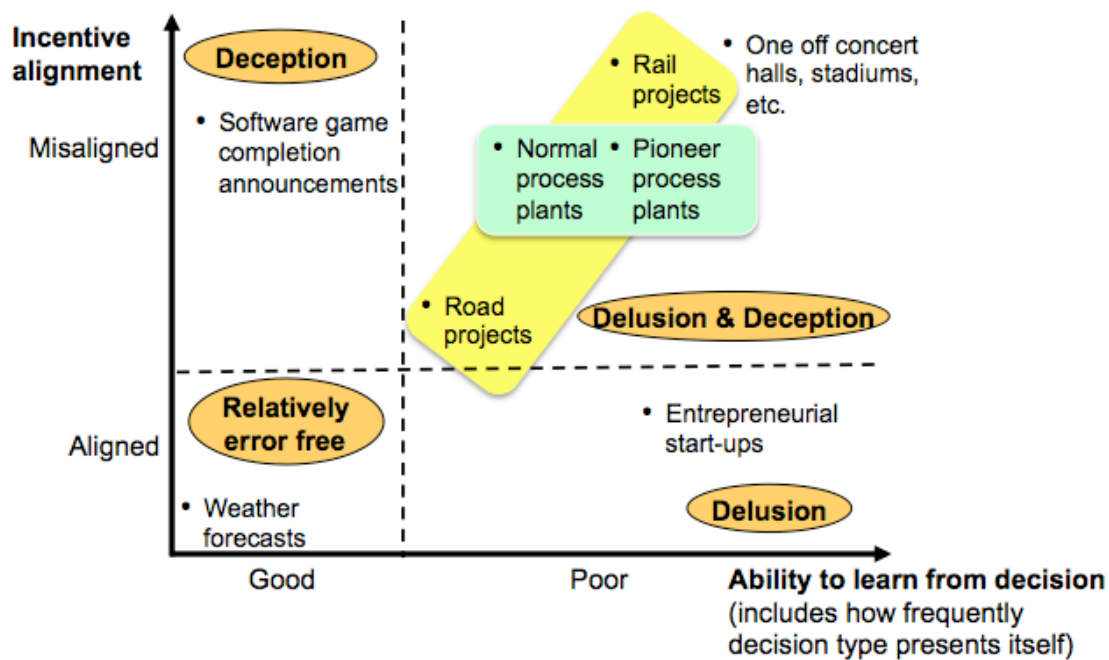 Incentive
alignment
Misaligned
Aligned
Deception
• Software game
completion
announcements
• Rail
projects
• One off concert
halls, stadiums,
etc.
• Normal
process
plants
• Pioneer
process
plants
• Road
projects
Delusion & Deception
Relatively
error free
• Weather
forecasts
• Entrepreneurial
start-ups
Delusion
Good
Poor
Ability to learn from decision
(includes how frequently
decision type presents itself)